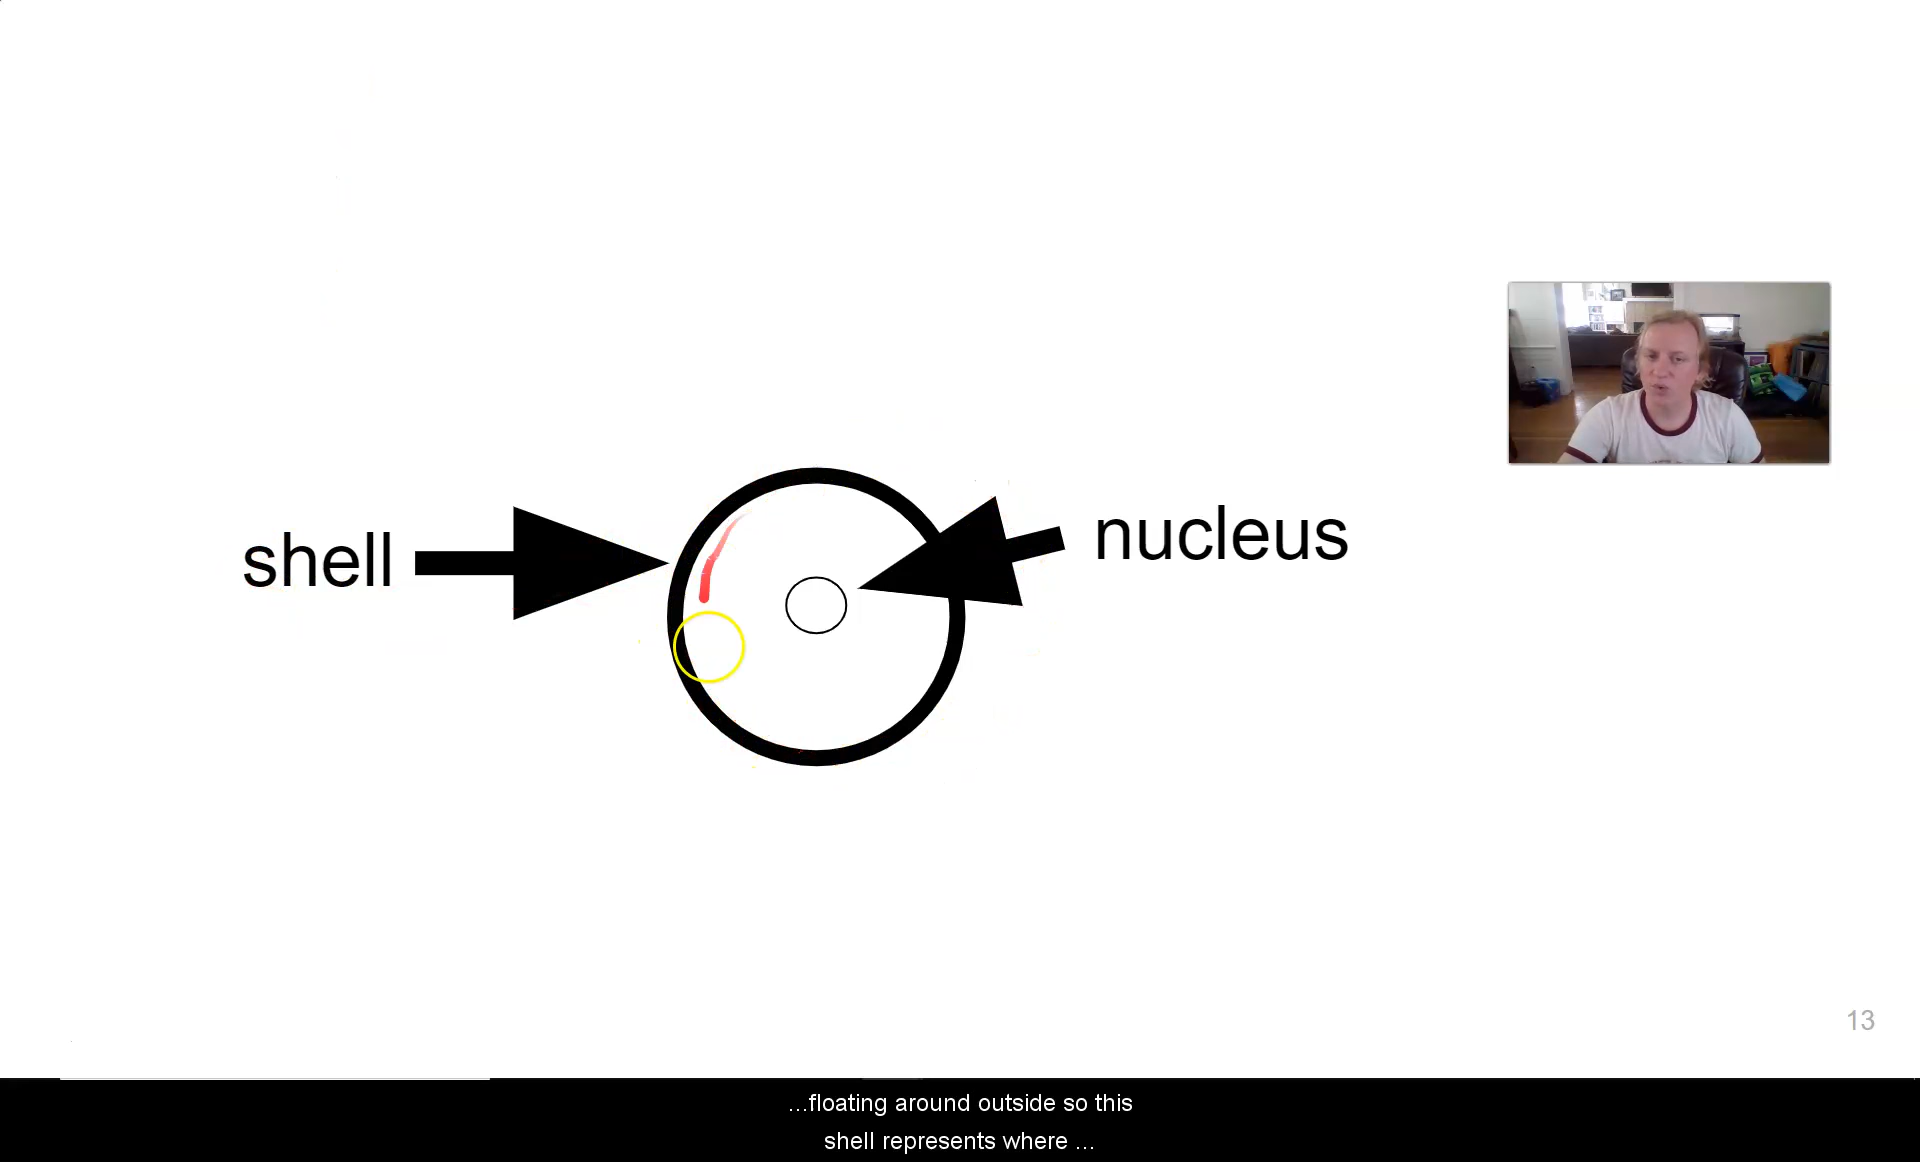 shell
nucleus
13
...floating around outside so this
shell represents where ...